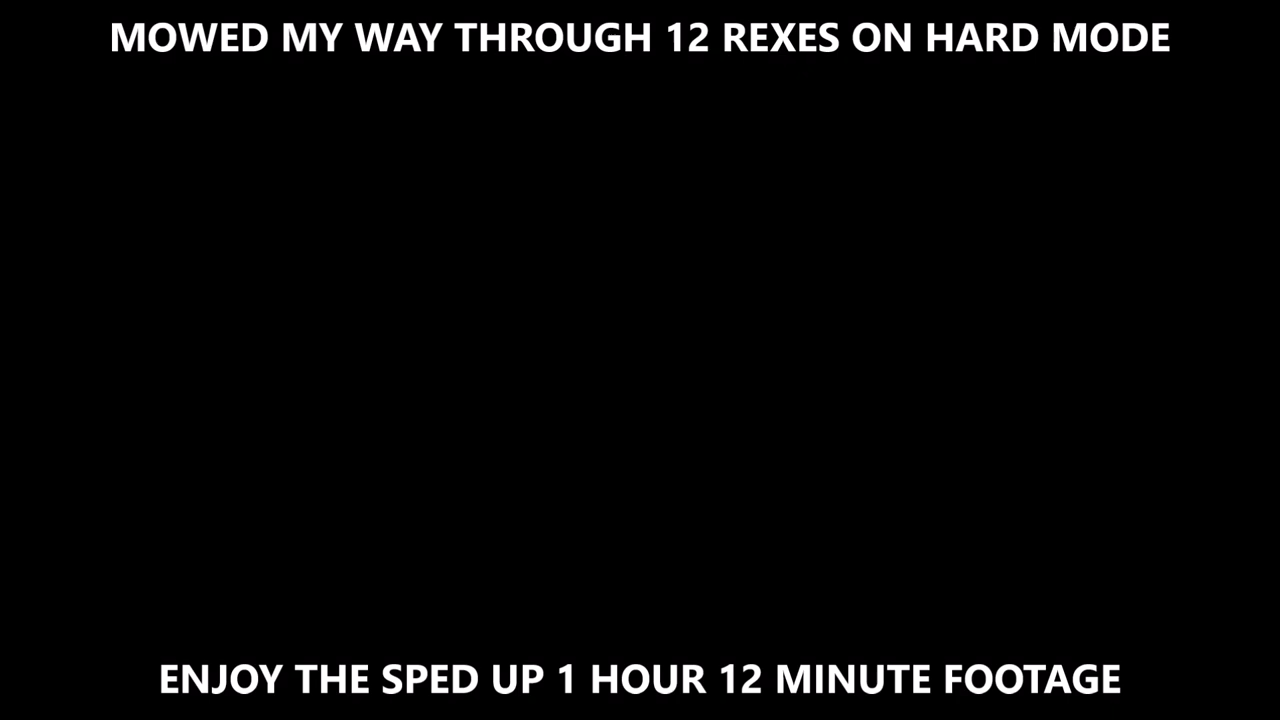 MOWED MY WAY THROUGH 12 REXES ON HARD MODE
ENJOY THE SPED UP 1 HOUR 12 MINUTE FOOTAGE